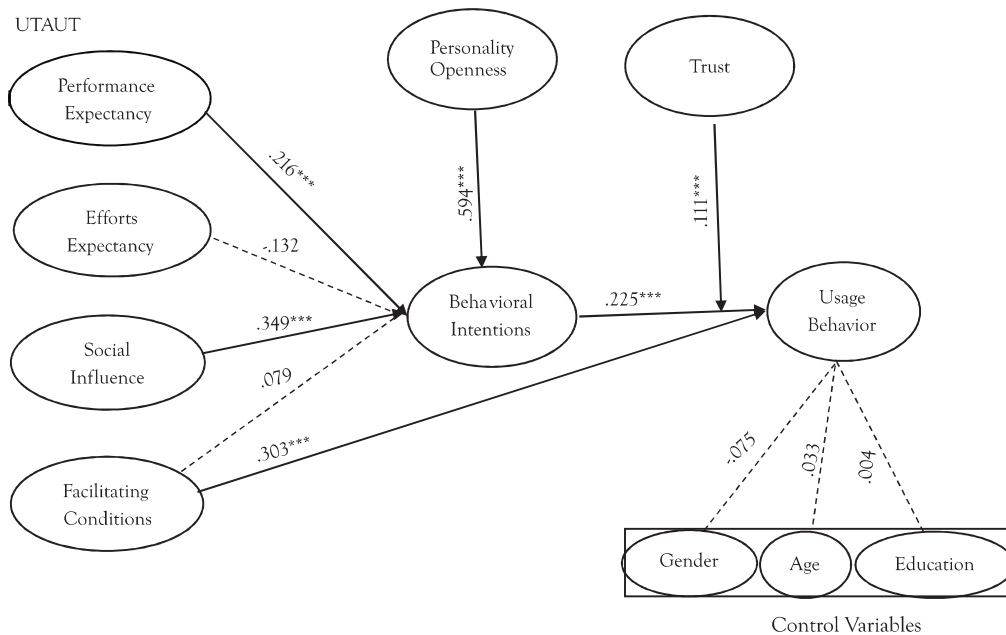 UTAUT
Performance
Expectancy
Personality
Openness
Trust
.216***
.594***
.111***
Efforts
Expectancy
-.132
Behavioral
Intentions
.225***
Usage
Behavior
.349***
Social
Influence
.079
.303***
Facilitating
Conditions
-.075
.033
.004
Gender
Age
Education
Control Variables